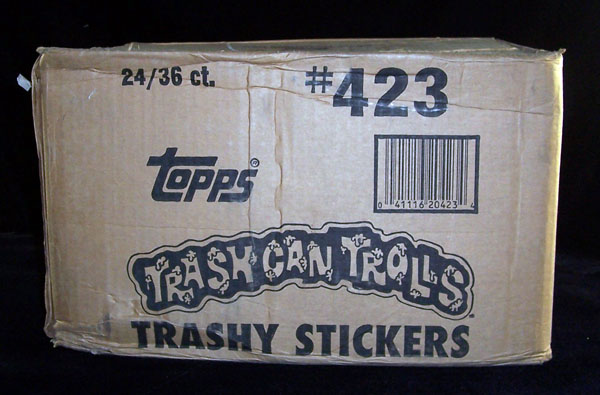 24/36 ct. #423
topps®
0 41116 20423 4
TRASH CAN TROLLS
TRASHY STICKERS